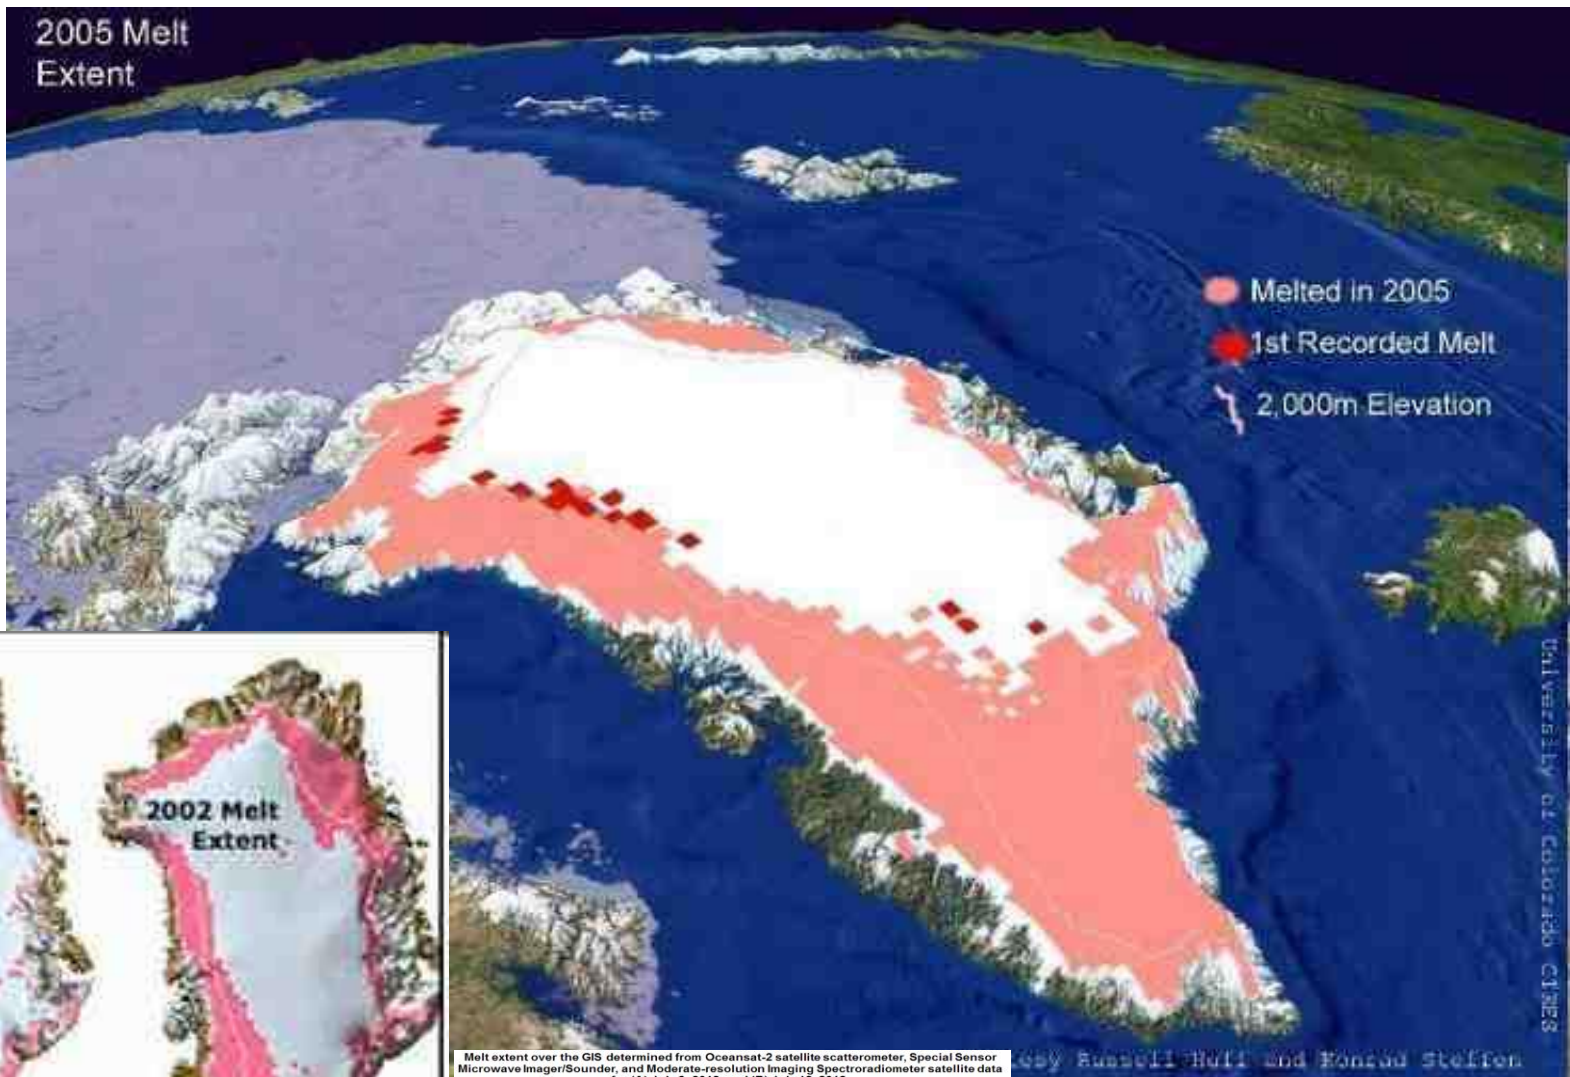 2005 Melt
Extent
Melted in 2005
1st Recorded Melt
2,000m Elevation
University of Colorado CIRES
2002 Melt
Extent
Melt extent over the GIS determined from Oceansat-2 satellite scatterometer, Special Sensor
Microwave Imager/Sounder, and Moderate-resolution Imaging Spectroradiometer satellite data
esy Russell Huff and Konrad Steffen